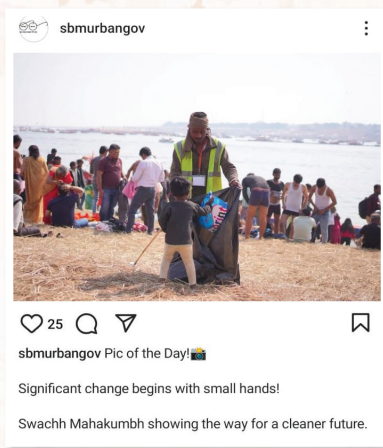 sbmurbangov
25
sbmurbangov Pic of the Day!📸
Significant change begins with small hands!
Swachh Mahakumbh showing the way for a cleaner future.